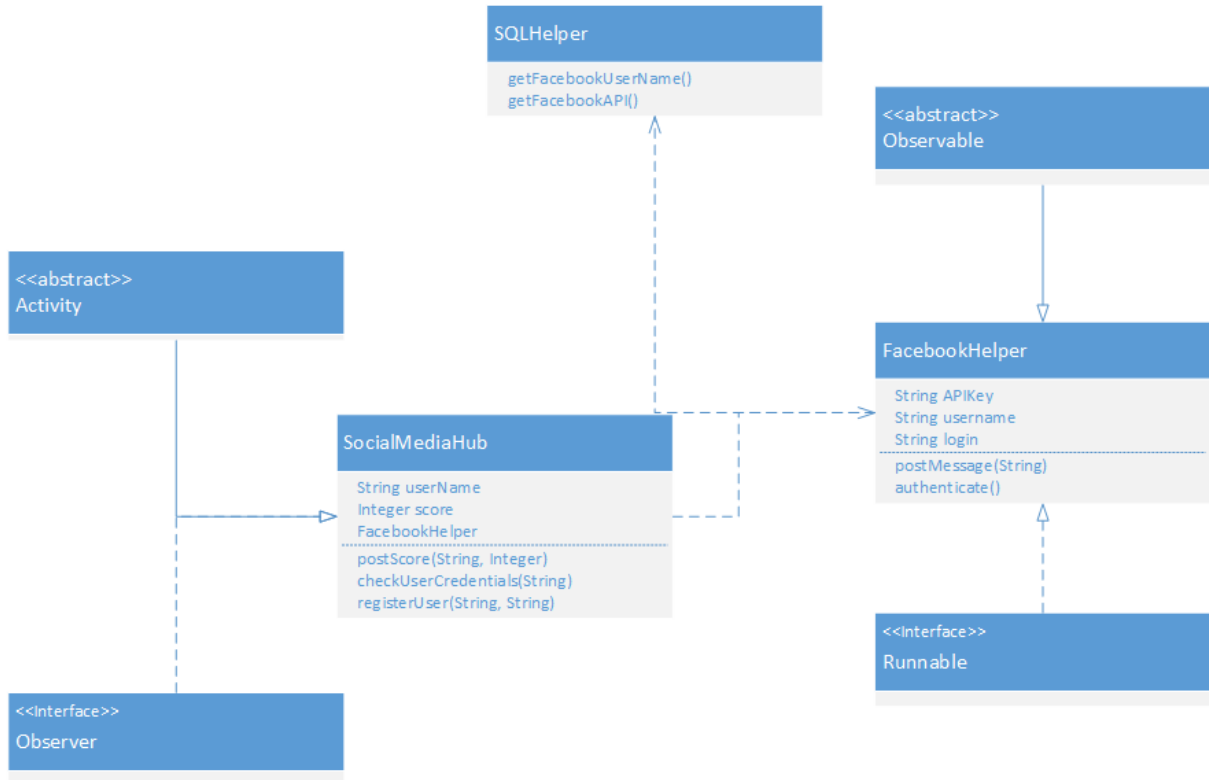 SQLHelper
getFacebookUserName()
getFacebookAPI()
<<abstract>>
Observable
<<abstract>>
Activity
FacebookHelper
String APIKey
String username
String login
postMessage(String)
authenticate()
SocialMediaHub
String userName
Integer score
FacebookHelper
postScore(String, Integer)
checkUserCredentials(String)
registerUser(String, String)
<<Interface>>
Runnable
<<Interface>>
Observer